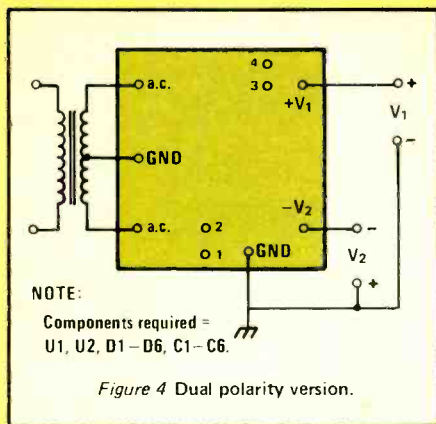 4
a.c.
3
+V1
+
V1
-
GND
-V2
a.c.
2
-
1
GND
V2
+
NOTE:
Components required =
U1, U2, D1-D6, C1-C6.
Figure 4 Dual polarity version.